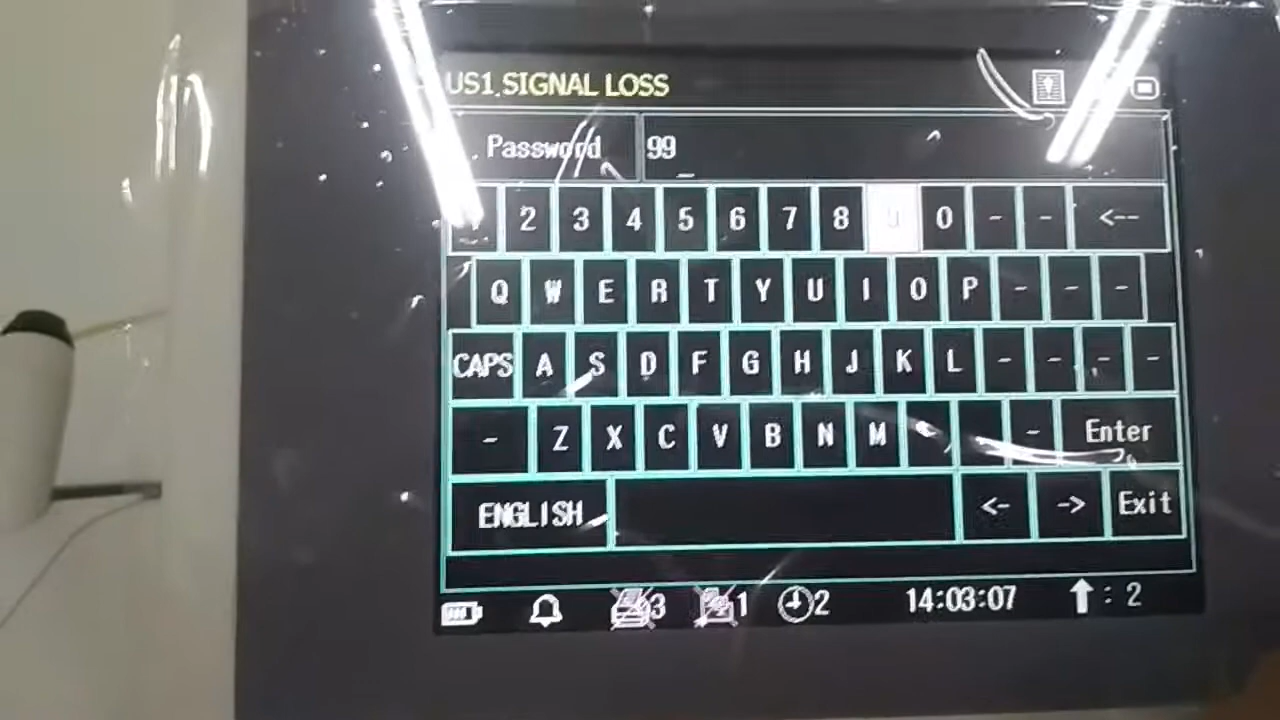 US1.SIGNAL LOSS
Password 99
2 3 4 5 6 7 8 9 0 - - <--
Q W E R T Y U I O P - - -
CAPS A S D F G H J K L - - - -
- Z X C V B N M - Enter
ENGLISH <- -> Exit
3 1 2 14:03:07 : 2